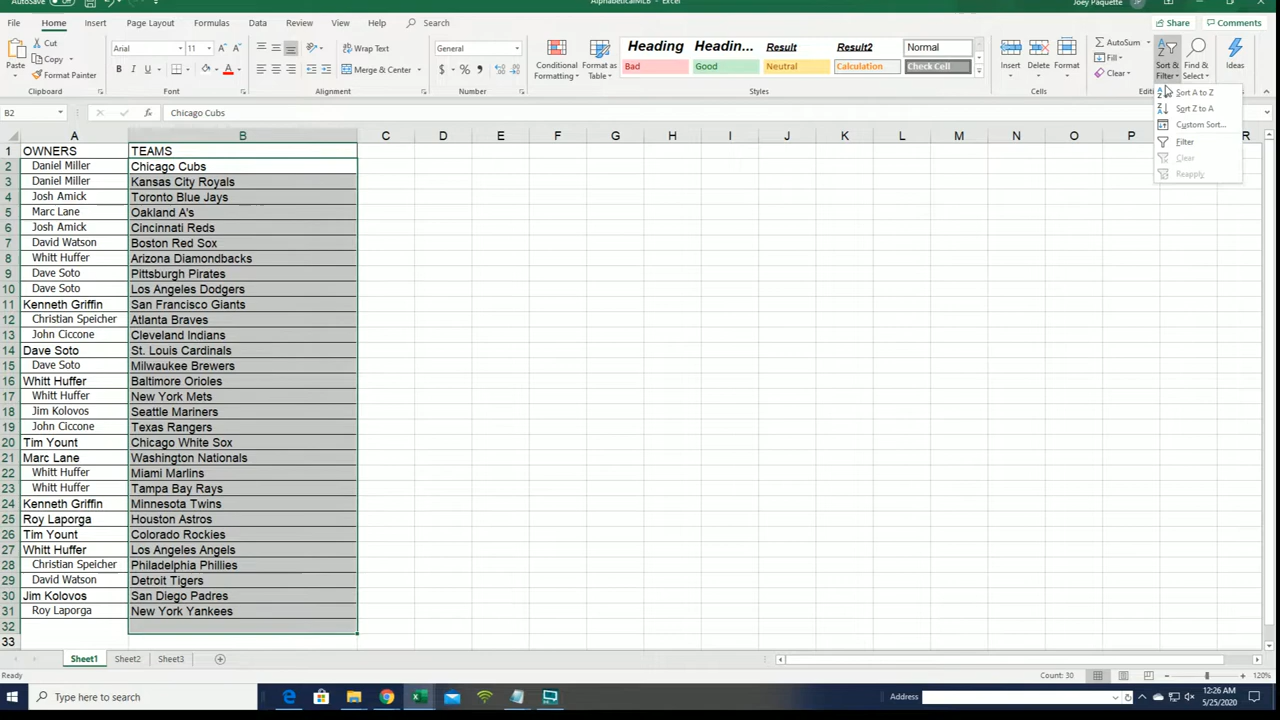 AutoSave
AlphabeticalMLB - Excel
Joey Paquette JP
File Home Insert Page Layout Formulas Data Review View Help Search Share Comments
Paste Cut Copy Format Painter Clipboard
Arial 11 B I U A A Font
Wrap Text Merge & Center Alignment
General $ % , Number
Conditional Formatting Format as Table
Heading Headin... Result Result2 Normal
Bad Good Neutral Calculation Check Cell
Styles
Insert Delete Format Cells
AutoSum Fill Clear Sort & Filter Find & Select Ideas
Sort A to Z
Sort Z to A
Custom Sort...
Filter
Clear
Reapply
B2 fx Chicago Cubs
A B C D E F G H I J K L M N O P R
1 OWNERS TEAMS
2 Daniel Miller Chicago Cubs
3 Daniel Miller Kansas City Royals
4 Josh Amick Toronto Blue Jays
5 Marc Lane Oakland A's
6 Josh Amick Cincinnati Reds
7 David Watson Boston Red Sox
8 Whitt Huffer Arizona Diamondbacks
9 Dave Soto Pittsburgh Pirates
10 Dave Soto Los Angeles Dodgers
11 Kenneth Griffin San Francisco Giants
12 Christian Speicher Atlanta Braves
13 John Ciccone Cleveland Indians
14 Dave Soto St. Louis Cardinals
15 Dave Soto Milwaukee Brewers
16 Whitt Huffer Baltimore Orioles
17 Whitt Huffer New York Mets
18 Jim Kolovos Seattle Mariners
19 John Ciccone Texas Rangers
20 Tim Yount Chicago White Sox
21 Marc Lane Washington Nationals
22 Whitt Huffer Miami Marlins
23 Whitt Huffer Tampa Bay Rays
24 Kenneth Griffin Minnesota Twins
25 Roy Laporga Houston Astros
26 Tim Yount Colorado Rockies
27 Whitt Huffer Los Angeles Angels
28 Christian Speicher Philadelphia Phillies
29 David Watson Detroit Tigers
30 Jim Kolovos San Diego Padres
31 Roy Laporga New York Yankees
32
33
Sheet1 Sheet2 Sheet3
Ready Count: 30 120%
Type here to search Address 12:26 AM
5/25/2020